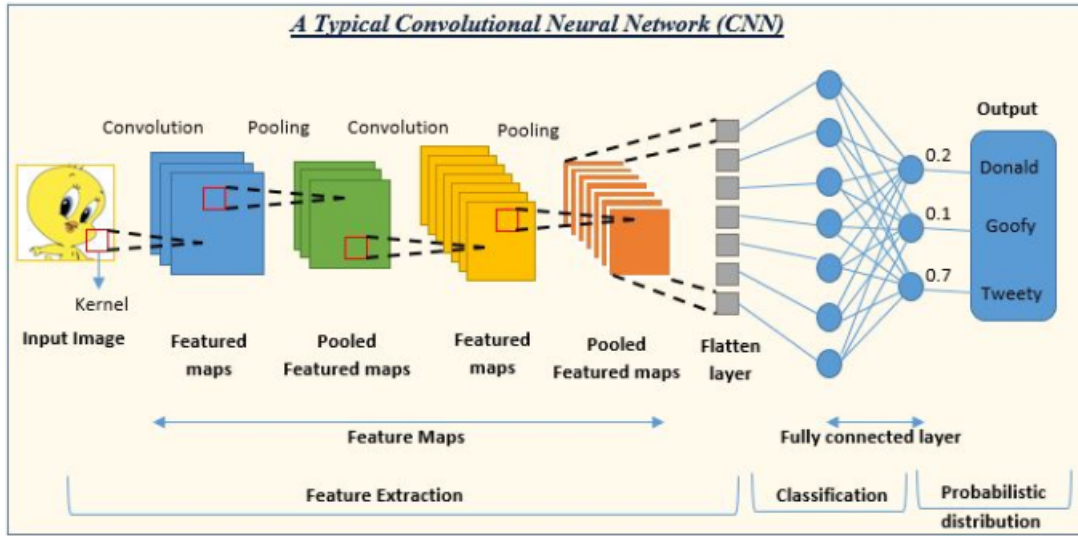 A Typical Convolutional Neural Network (CNN)
Convolution
Pooling
Convolution
Pooling
Output
0.2
Donald
0.1
Goofy
0.7
Tweety
Kernel
Input Image
Featured
maps
Pooled
Featured maps
Featured
maps
Pooled
Featured maps
Flatten
layer
Feature Maps
Fully connected layer
Feature Extraction
Classification
Probabilistic
distribution